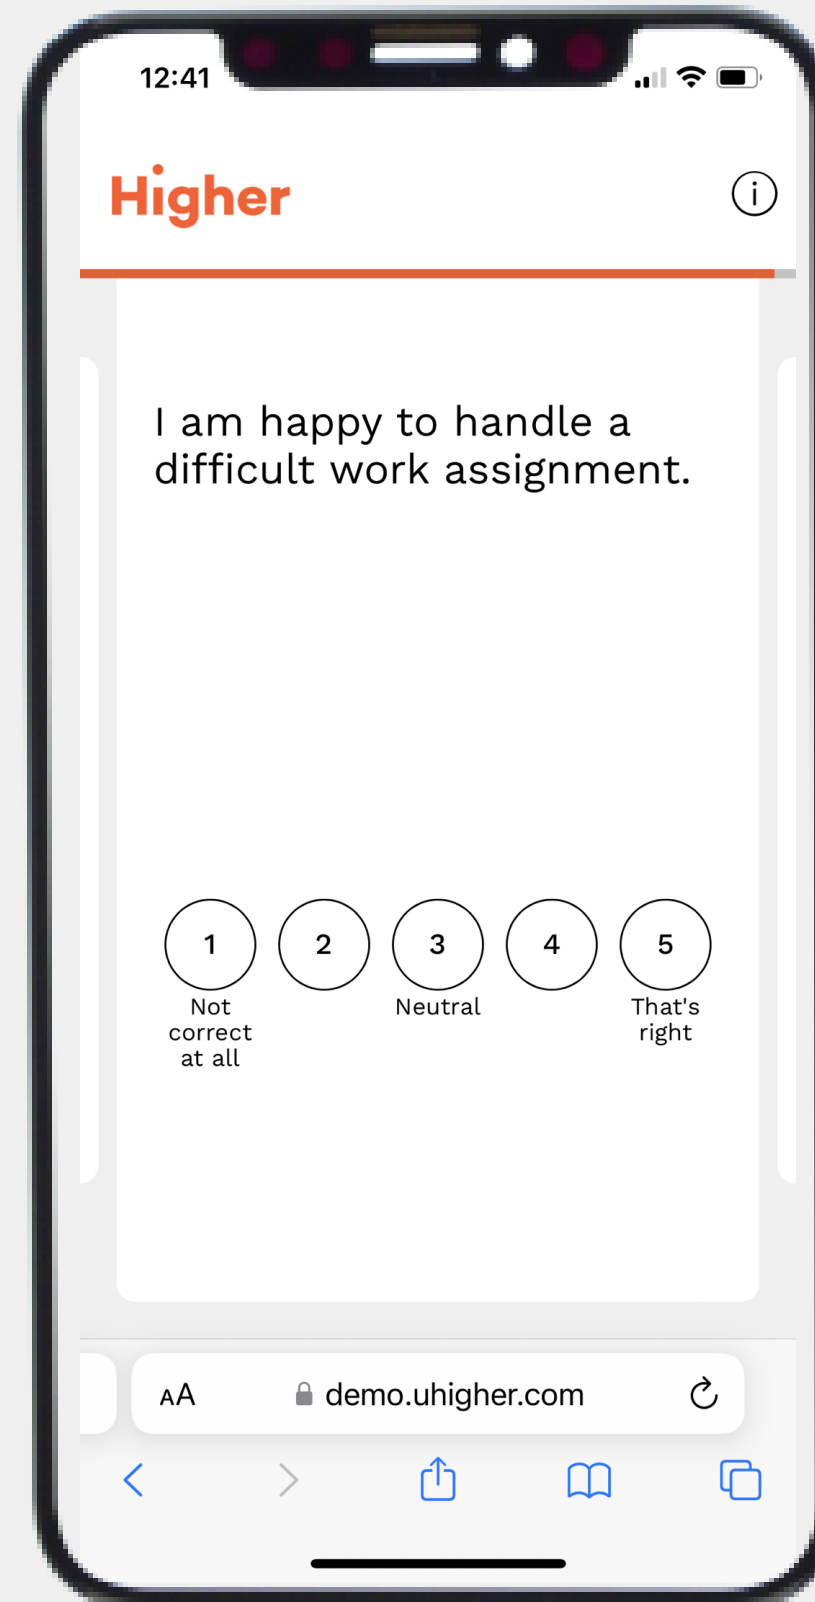 12:41
Higher
i
I am happy to handle a
difficult work assignment.
1 2 3 4 5
Not Neutral That's
correct right
at all
AA demo.uhigher.com